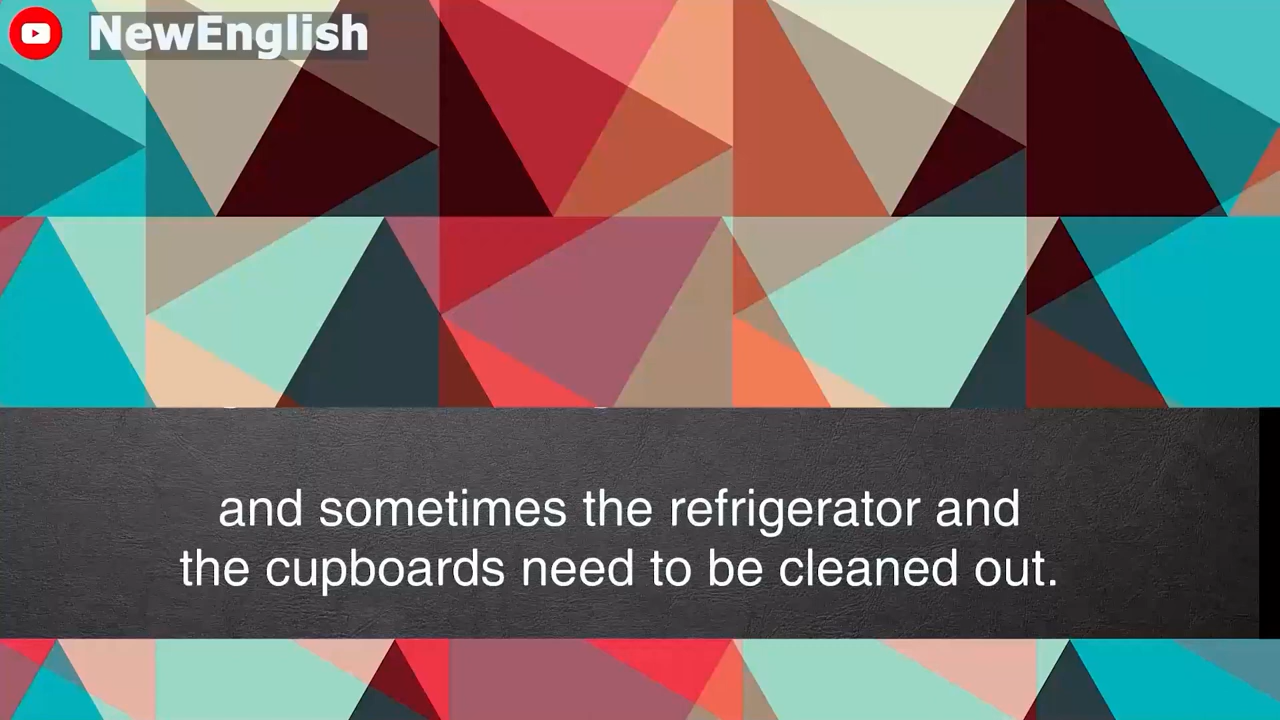 NewEnglish
and sometimes the refrigerator and
the cupboards need to be cleaned out.